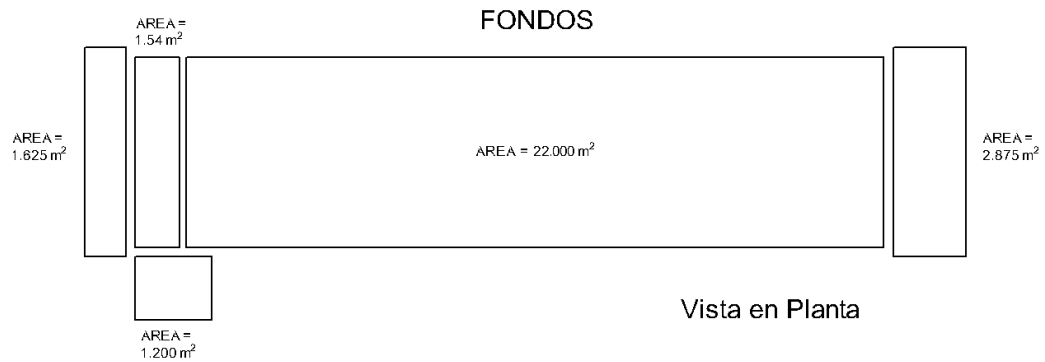 FONDOS
AREA =
1.54 m²
AREA =
1.625 m²
AREA = 22.000 m²
AREA =
2.875 m²
Vista en Planta
AREA =
1.200 m²